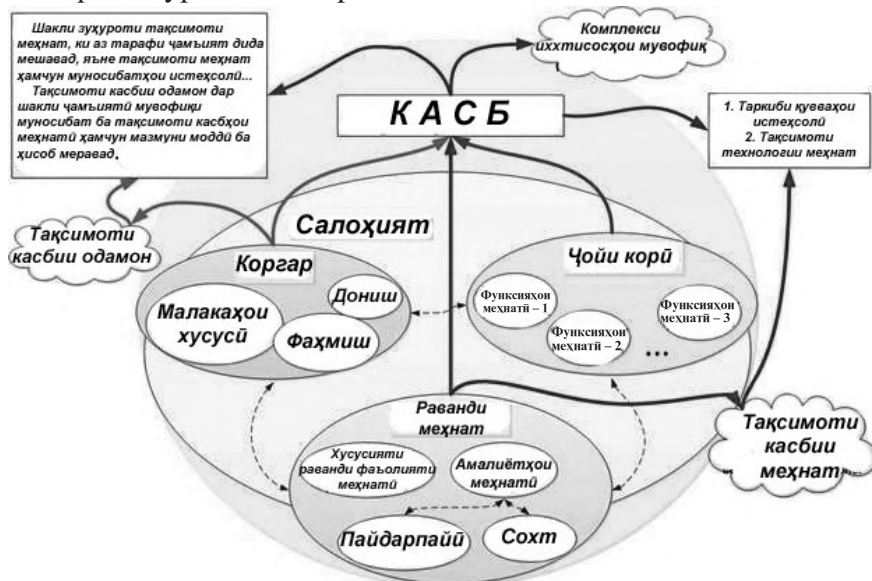 Шакли зуҳуроти тақсимоти
меҳнат, ки аз тарафи ҷамъият дида
мешавад, яъне тақсимоти меҳнат
ҳамчун муносибатҳои истеҳсолӣ...
Тақсимоти касбии одамон дар
шакли ҷамъиятӣ мувофиқи
муносибат ба тақсимоти касбҳои
меҳнатӣ ҳамчун мазмуни моддӣ ба
ҳисоб меравад.
Комплекси
ихтисосҳои мувофиқ
К А С Б
1. Таркиби қувваҳои
истеҳсолӣ
2. Тақсимоти
технологии меҳнат
Тақсимоти
касбии одамон
Салоҳият
Коргар
Дониш
Малакаҳои
хусусӣ
Фаҳмиш
Ҷойи корӣ
Функсияҳои
меҳнатӣ – 1
Функсияҳои
меҳнатӣ – 2
Функсияҳои
меҳнатӣ – 3
...
Раванди
меҳнат
Хусусияти
раванди фаъолияти
меҳнатӣ
Амалиётҳои
меҳнатӣ
Пайдарпайӣ
Сохт
Тақсимоти
касбии
меҳнат